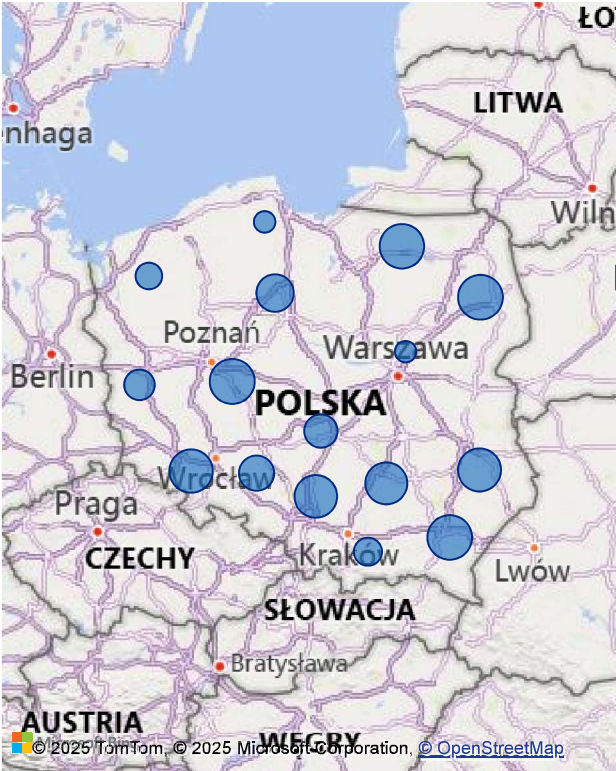 ŁO
LITWA
enhaga
Wiln
Poznań
Warszawa
Berlin
POLSKA
Wrocław
Praga
Kraków
CZECHY
Lwów
SŁOWACJA
Bratysława
AUSTRIA
WĘGRY
© 2025 TomTom, © 2025 Microsoft Corporation, © OpenStreetMap